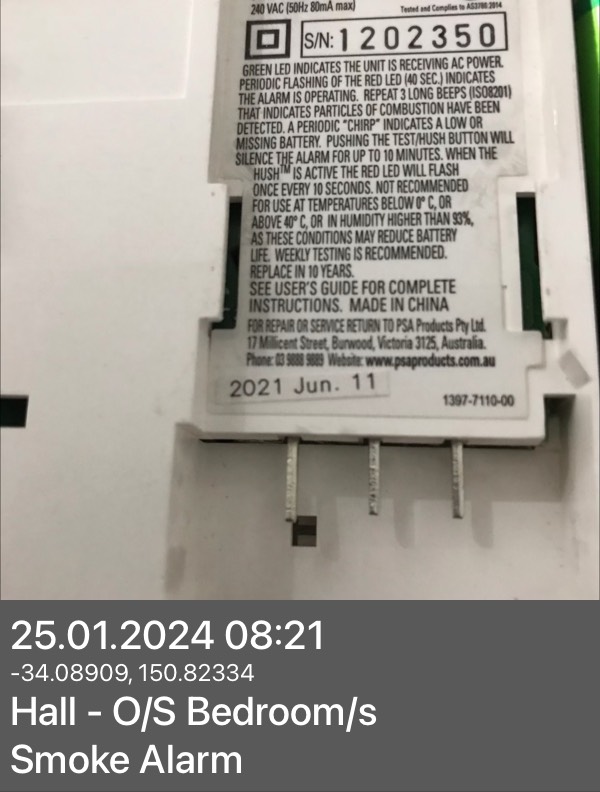 240 VAC (50Hz 80mA max)
Tested and Complies to AS3786:2014
S/N: 1202350
GREEN LED INDICATES THE UNIT IS RECEIVING AC POWER.
PERIODIC FLASHING OF THE RED LED (40 SEC.) INDICATES
THE ALARM IS OPERATING. REPEAT 3 LONG BEEPS (ISO8201)
THAT INDICATES PARTICLES OF COMBUSTION HAVE BEEN
DETECTED. A PERIODIC "CHIRP" INDICATES A LOW OR
MISSING BATTERY. PUSHING THE TEST/HUSH BUTTON WILL
SILENCE THE ALARM FOR UP TO 10 MINUTES. WHEN THE
HUSH™ IS ACTIVE THE RED LED WILL FLASH
ONCE EVERY 10 SECONDS. NOT RECOMMENDED
FOR USE AT TEMPERATURES BELOW 0° C, OR
ABOVE 40° C, OR IN HUMIDITY HIGHER THAN 93%,
AS THESE CONDITIONS MAY REDUCE BATTERY
LIFE. WEEKLY TESTING IS RECOMMENDED.
REPLACE IN 10 YEARS.
SEE USER'S GUIDE FOR COMPLETE
INSTRUCTIONS. MADE IN CHINA
FOR REPAIR OR SERVICE RETURN TO PSA Products Pty Ltd.
17 Millicent Street, Burwood, Victoria 3125, Australia.
Phone: 03 9888 9889 Website: www.psaproducts.com.au
2021 Jun. 11
1397-7110-00
25.01.2024 08:21
-34.08909, 150.82334
Hall - O/S Bedroom/s
Smoke Alarm